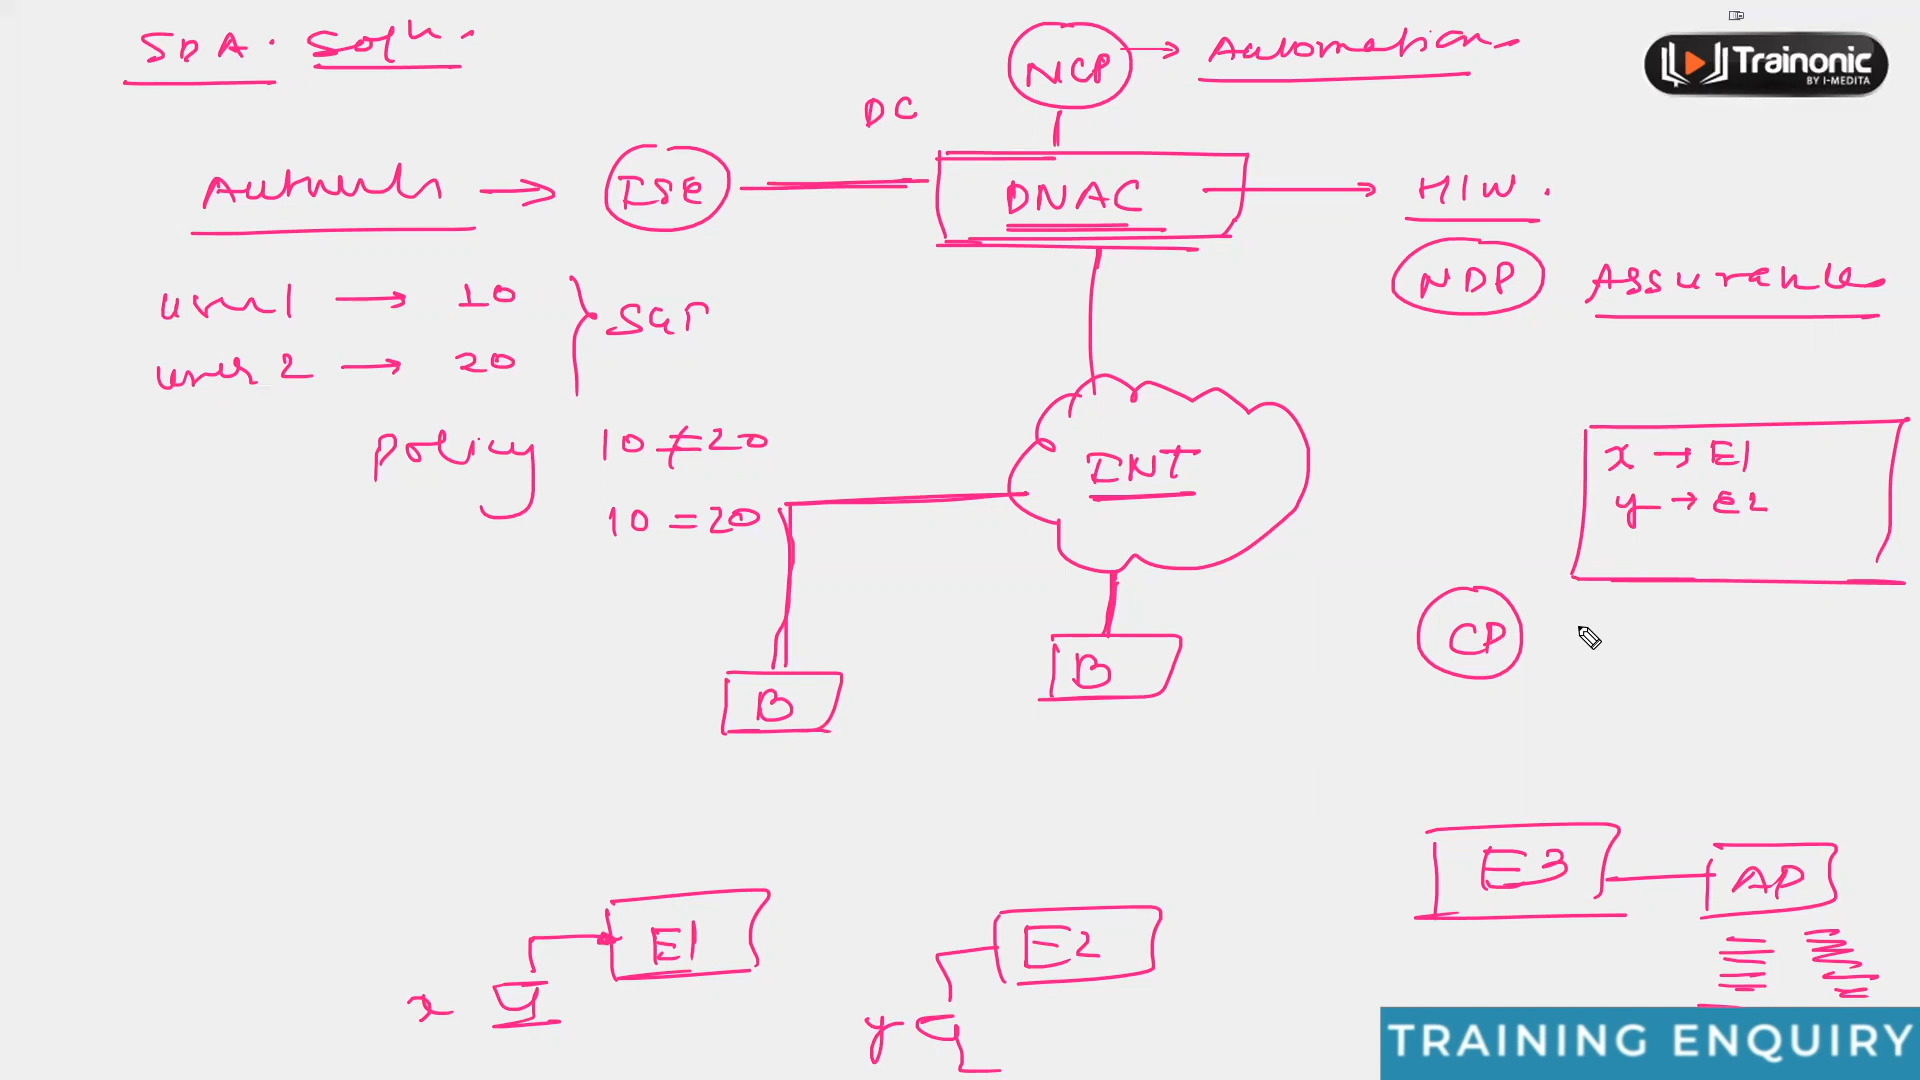 SDA. Soln.
NCP → Automation
Trainonic
BY I-MEDITA
DC
→ ISE
DNAC
→ H/W.
NDP Assurance
user1 → 10
user 2 → 20
SGT
Policy 10 ≠ 20
10 = 20
INT
x → E1
y → E2
CP
B
B
E3
AP
E1
E2
x
y
TRAINING ENQUIRY